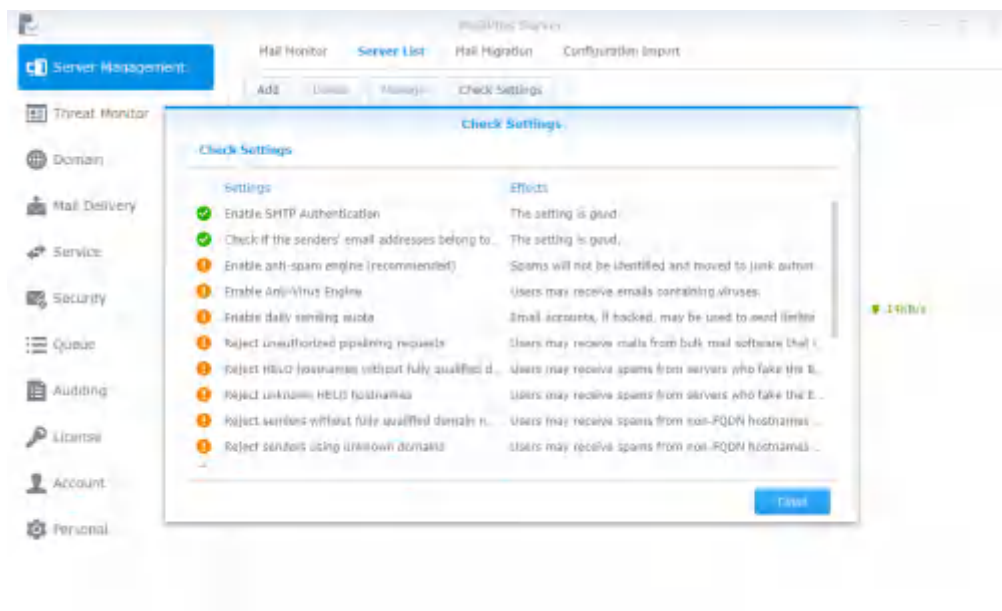 MailPlus Server
Mail Monitor Server List Mail Migration Configuration Import
Server Management
Add Delete Manage Check Settings
Threat Monitor
Check Settings
Check Settings
Domain
Settings Effects
Mail Delivery
Enable SMTP Authentication The setting is good.
Check if the senders' email addresses belong to... The setting is good.
Service
Enable anti-spam engine (recommended) Spams will not be identified and moved to junk autom
Enable Anti-Virus Engine Users may receive emails containing viruses.
Security
Enable daily sending quota Email accounts, if hacked, may be used to send
14KB/s
Reject unauthorized pipelining requests Users may receive mails from bulk mail software that
Queue
Reject HELO hostnames without fully qualified d... Users may receive spams from servers who fake the
Auditing
Reject unknown HELO hostnames Users may receive spams from servers who fake the
Reject senders without fully qualified domain n... Users may receive spams from non-FQDN hostnames ...
License
Reject senders using unknown domains Users may receive spams from non-FQDN hostnames ...
Account
Close
Personal